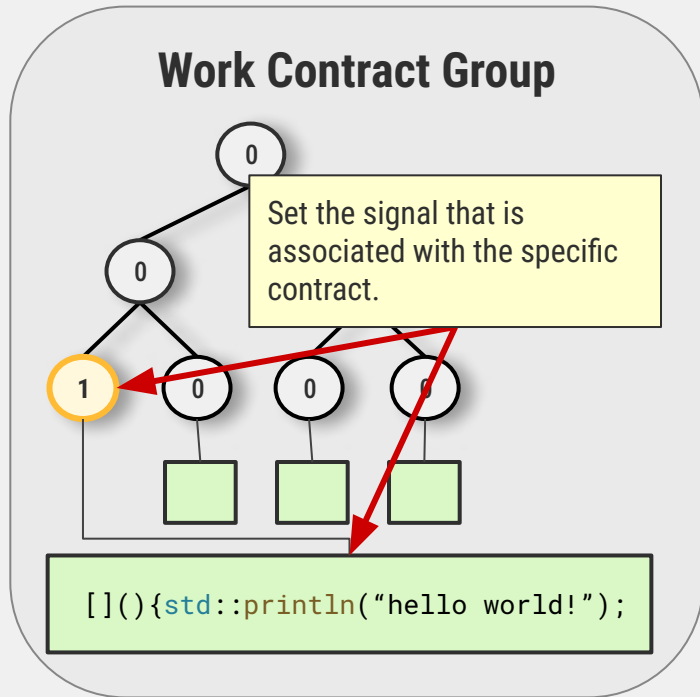 Work Contract Group
0
Set the signal that is
associated with the specific
contract.
0
1
0
0
0
[](){std::println(“hello world!”);